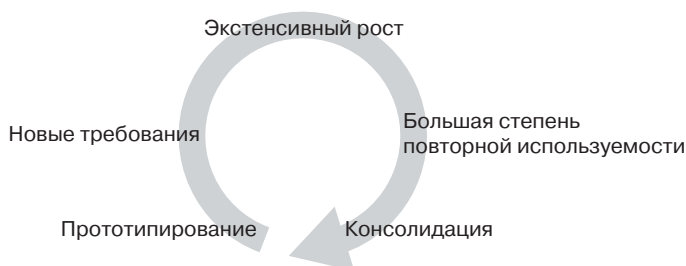 Экстенсивный рост
Новые требования
Большая степень
повторной используемости
Прототипирование
Консолидация